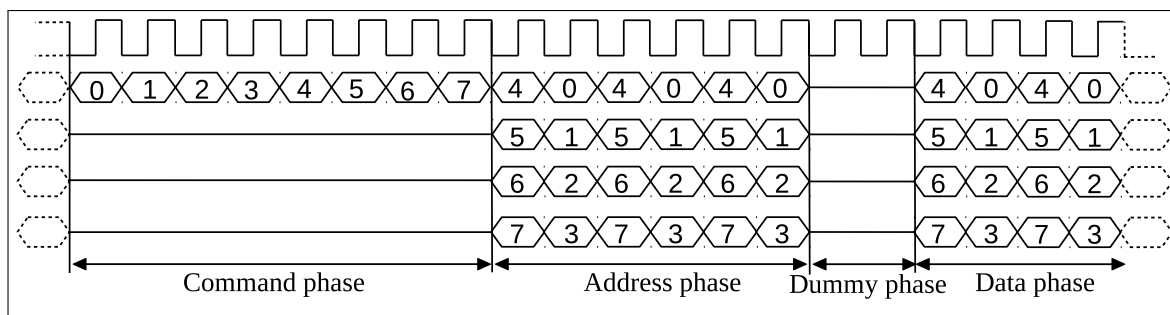 0 1 2 3 4 5 6 7 4 0 4 0 4 0 4 0 4 0
5 1 5 1 5 1 5 1 5 1
6 2 6 2 6 2 6 2 6 2
7 3 7 3 7 3 7 3 7 3
Command phase Address phase Dummy phase Data phase